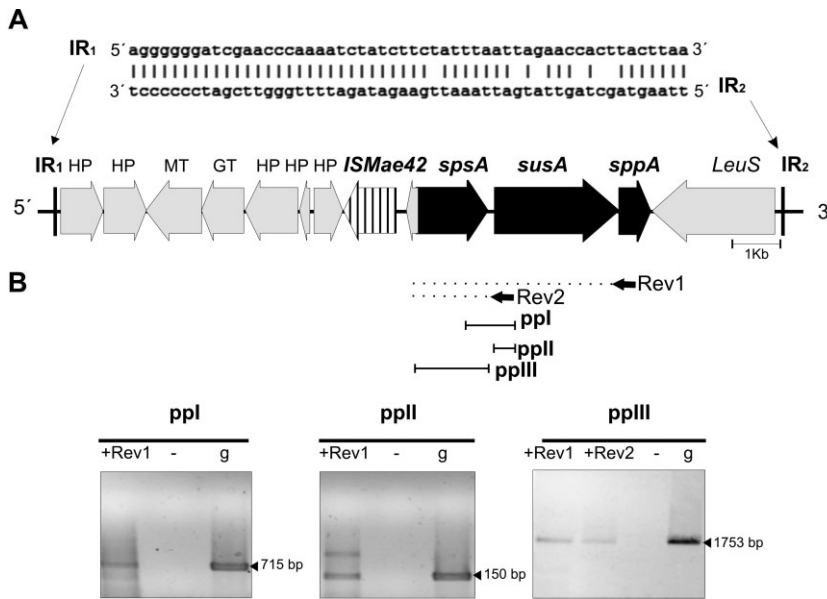 A
IR₁ 5´ aggggggatcgaacccaaaatctatcttctatttaattagaaccacttacttaa 3´
3´ tcccccctagcttgggttttagatagaagttaaattagtattgatcgatgaatt 5´ IR₂
IR₁ HP HP MT GT HP HP HP ISMae42 spsA susA sppA LeuS IR₂
5´ 3
1Kb
B
Rev1
Rev2
ppI
ppII
ppIII
ppI ppII ppIII
+Rev1 - g +Rev1 - g +Rev1 +Rev2 - g
715 bp 150 bp 1753 bp